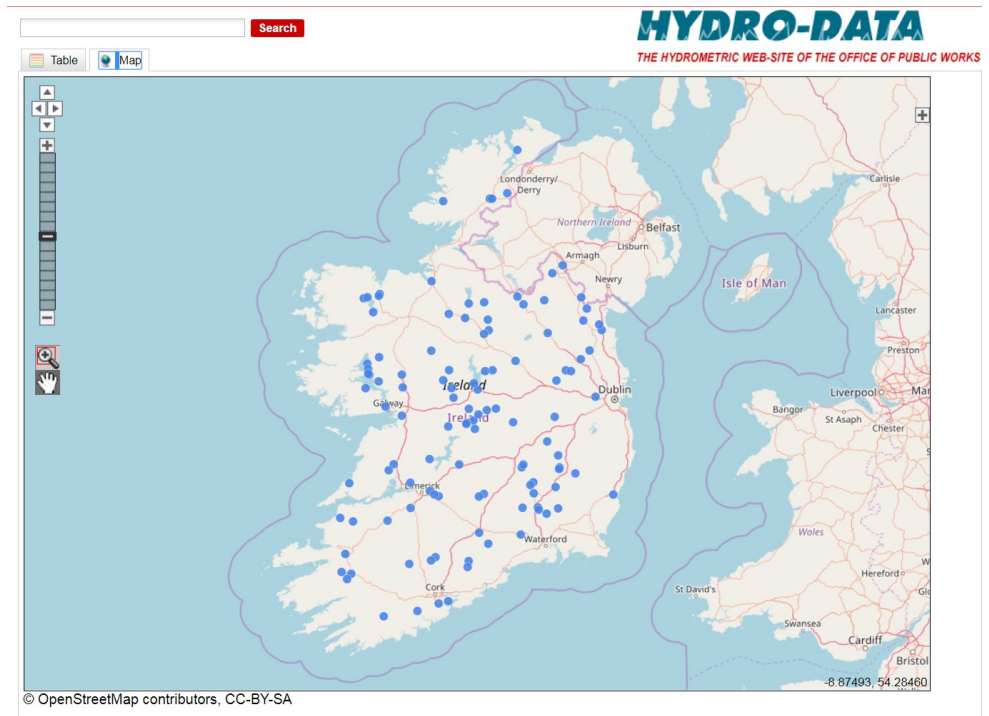 Search
HYDRO-DATA
THE HYDROMETRIC WEB-SITE OF THE OFFICE OF PUBLIC WORKS
Table
Map
Londonderry/
Derry
Carlisle
Northern Ireland
Belfast
Lisburn
Armagh
Newry
Isle of Man
Lancaster
Preston
Ireland
Dublin
Liverpool
Galway
Bangor
St Asaph
Chester
Ireland
Limerick
Waterford
Wales
Hereford
Cork
St David's
Swansea
Cardiff
Bristol
-8.87493, 54.28460
© OpenStreetMap contributors, CC-BY-SA